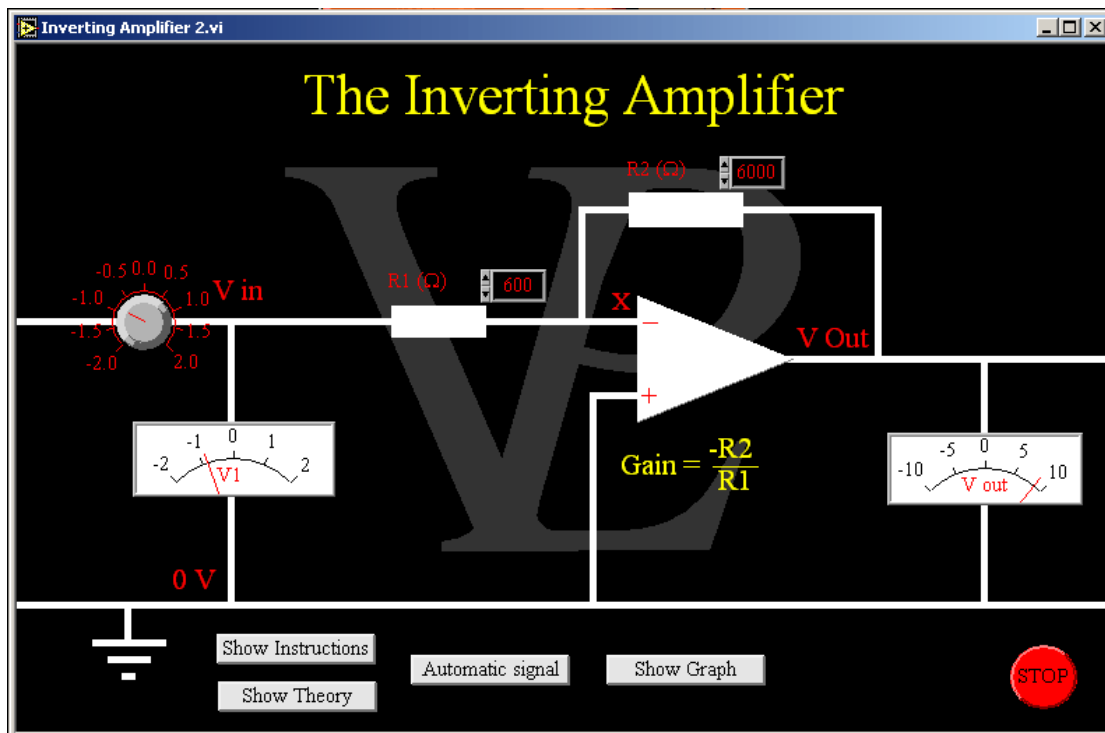 Inverting Amplifier 2.vi
The Inverting Amplifier
R2 (Ω) 6000
R1 (Ω) 600
-2.0 -1.5 -1.0 -0.5 0.0 0.5 1.0 1.5 2.0
V in
X
−
+
V Out
Gain = -R2
R1
-2 -1 0 1 2
V1
-10 -5 0 5 10
V out
0 V
Show Instructions
Show Theory
Automatic signal
Show Graph
STOP
VPL